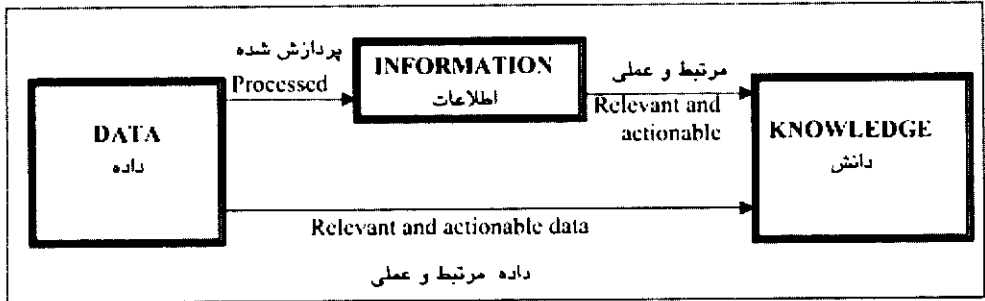 DATA
داده
پردازش شده
Processed
INFORMATION
اطلاعات
مرتبط و عملی
Relevant and
actionable
KNOWLEDGE
دانش
Relevant and actionable data
داده مرتبط و عملی